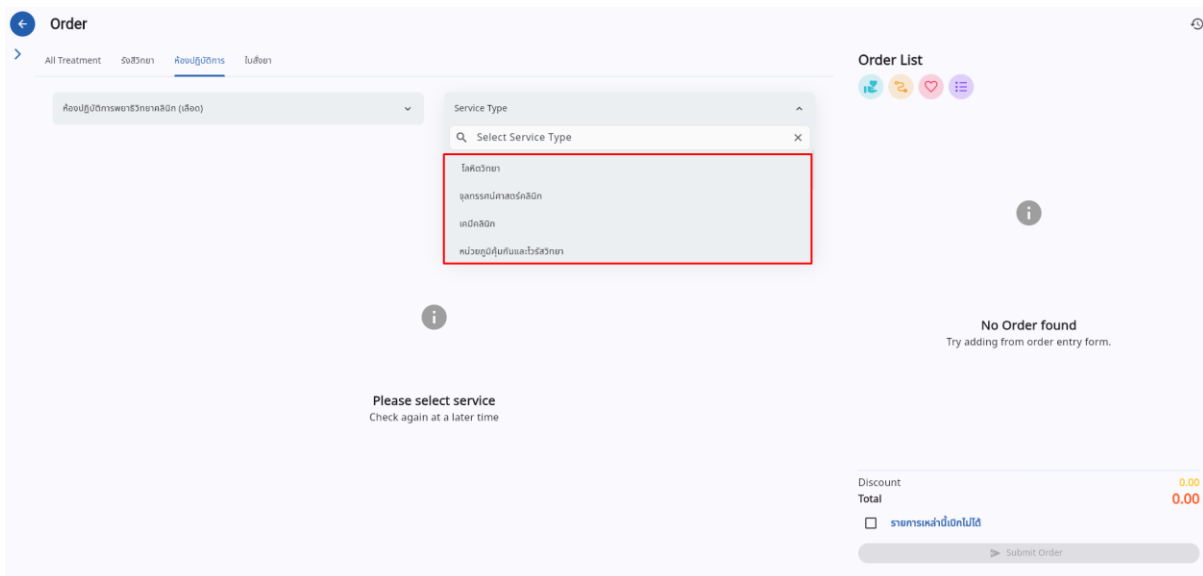 Order
All Treatment
รังสีวิทยา
ห้องปฏิบัติการ
ใบสั่งยา
ห้องปฏิบัติการพยาธิวิทยาคลินิก (เลือด)
Service Type
Select Service Type
โลหิตวิทยา
จุลทรรศน์ศาสตร์คลินิก
เคมีคลินิก
หน่วยภูมิคุ้มกันและไวรัสวิทยา
Please select service
Check again at a later time
Order List
No Order found
Try adding from order entry form.
Discount 0.00
Total 0.00
รายการเหล่านี้เบิกไม่ได้
Submit Order